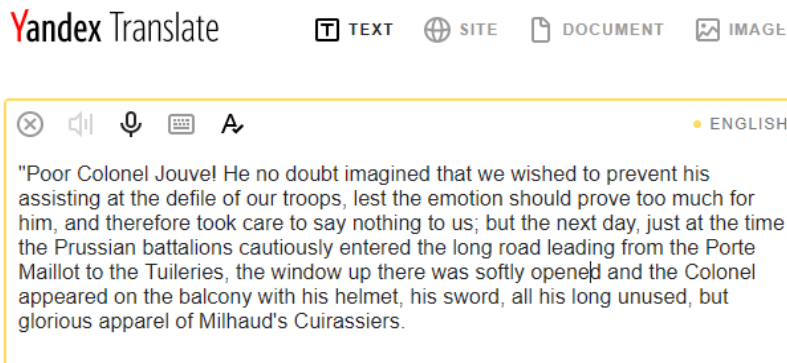 Yandex Translate TEXT SITE DOCUMENT IMAGE
ENGLISH
"Poor Colonel Jouve! He no doubt imagined that we wished to prevent his
assisting at the defile of our troops, lest the emotion should prove too much for
him, and therefore took care to say nothing to us; but the next day, just at the time
the Prussian battalions cautiously entered the long road leading from the Porte
Maillot to the Tuileries, the window up there was softly opened and the Colonel
appeared on the balcony with his helmet, his sword, all his long unused, but
glorious apparel of Milhaud's Cuirassiers.